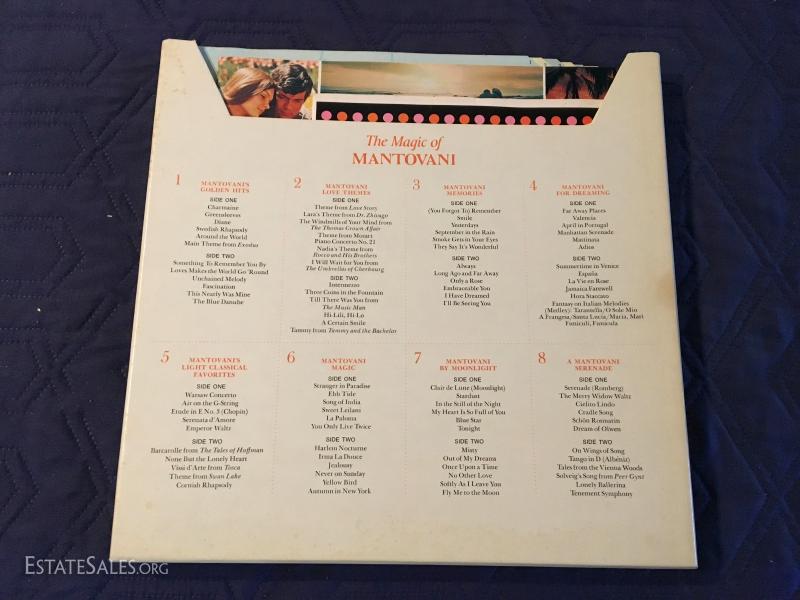 The Magic of
MANTOVANI
1
MANTOVANI'S
GOLDEN HITS
SIDE ONE
Charmaine
Greensleeves
Diane
Swedish Rhapsody
Around the World
Main Theme from Exodus
SIDE TWO
Something To Remember You By
Loves Makes the World Go 'Round
Unchained Melody
Fascination
This Nearly Was Mine
The Blue Danube
2
MANTOVANI
LOVE THEMES
SIDE ONE
Theme from Love Story
Lara's Theme from Dr. Zhivago
The Windmills of Your Mind from
The Thomas Crown Affair
Theme from Mozart
Piano Concerto No. 21
Nadia's Theme from
Rocco and His Brothers
I Will Wait for You from
The Umbrellas of Cherbourg
SIDE TWO
Intermezzo
Three Coins in the Fountain
Till There Was You from
The Music Man
Hi-Lili, Hi-Lo
A Certain Smile
Tammy from Tammy and the Bachelor
3
MANTOVANI
MEMORIES
SIDE ONE
(You Forgot To) Remember
Smile
Yesterdays
September in the Rain
Smoke Gets in Your Eyes
They Say It's Wonderful
SIDE TWO
Always
Long Ago and Far Away
Only a Rose
Embraceable You
I Have Dreamed
I'll Be Seeing You
4
MANTOVANI
FOR DREAMING
SIDE ONE
Far Away Places
Valencia
April in Portugal
Manhattan Serenade
Mattinata
Adios
SIDE TWO
Summertime in Venice
España
La Vie en Rose
Jamaica Farewell
Hora Staccato
Fantasy on Italian Melodies
(Medley): Tarantella/O Sole Mio
A Frangesa/Santa Lucia/Maria, Mari
Funiculi, Funicula
5
MANTOVANI'S
LIGHT CLASSICAL
FAVORITES
SIDE ONE
Warsaw Concerto
Air on the G-String
Etude in E No. 3 (Chopin)
Serenata d'Amore
Emperor Waltz
SIDE TWO
Barcarolle from The Tales of Hoffman
None But the Lonely Heart
Vissi d'Arte from Tosca
Theme from Swan Lake
Cornish Rhapsody
6
MANTOVANI
MAGIC
SIDE ONE
Stranger in Paradise
Ebb Tide
Song of India
Sweet Leilani
La Paloma
You Only Live Twice
SIDE TWO
Harlem Nocturne
Irma La Douce
Jealousy
Never on Sunday
Yellow Bird
Autumn in New York
7
MANTOVANI
BY MOONLIGHT
SIDE ONE
Clair de Lune (Moonlight)
Stardust
In the Still of the Night
My Heart Is So Full of You
Blue Star
Tonight
SIDE TWO
Misty
Out of My Dreams
Once Upon a Time
No Other Love
Softly As I Leave You
Fly Me to the Moon
8
A MANTOVANI
SERENADE
SIDE ONE
Serenade (Romberg)
The Merry Widow Waltz
Cielito Lindo
Cradle Song
Schön Rosmarin
Dream of Olwen
SIDE TWO
On Wings of Song
Tango in D (Albéniz)
Tales from the Vienna Woods
Solveig's Song from Peer Gynt
Lonely Ballerina
Tenement Symphony
ESTATESALES.ORG